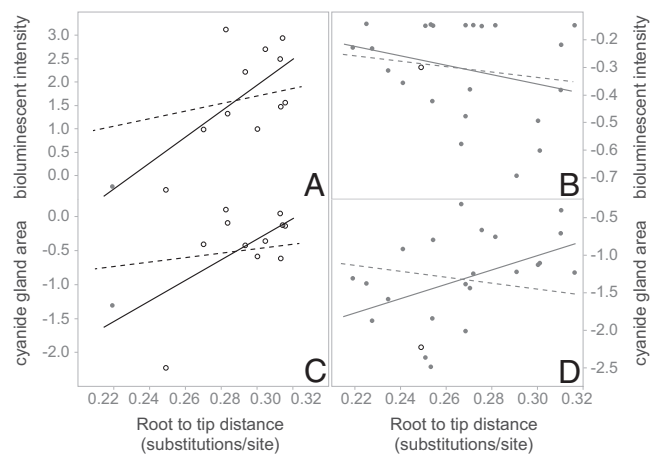 bioluminescent intensity
3.0
2.5
2.0
1.5
1.0
0.5
0.0
A
-0.2
-0.3
-0.4
-0.5
-0.6
-0.7
B
bioluminescent intensity
cyanide gland area
0.0
-0.5
-1.0
-1.5
-2.0
C
-0.5
-1.0
-1.5
-2.0
-2.5
D
cyanide gland area
0.22 0.24 0.26 0.28 0.30 0.32
0.22 0.24 0.26 0.28 0.30 0.32
Root to tip distance
(substitutions/site)
Root to tip distance
(substitutions/site)